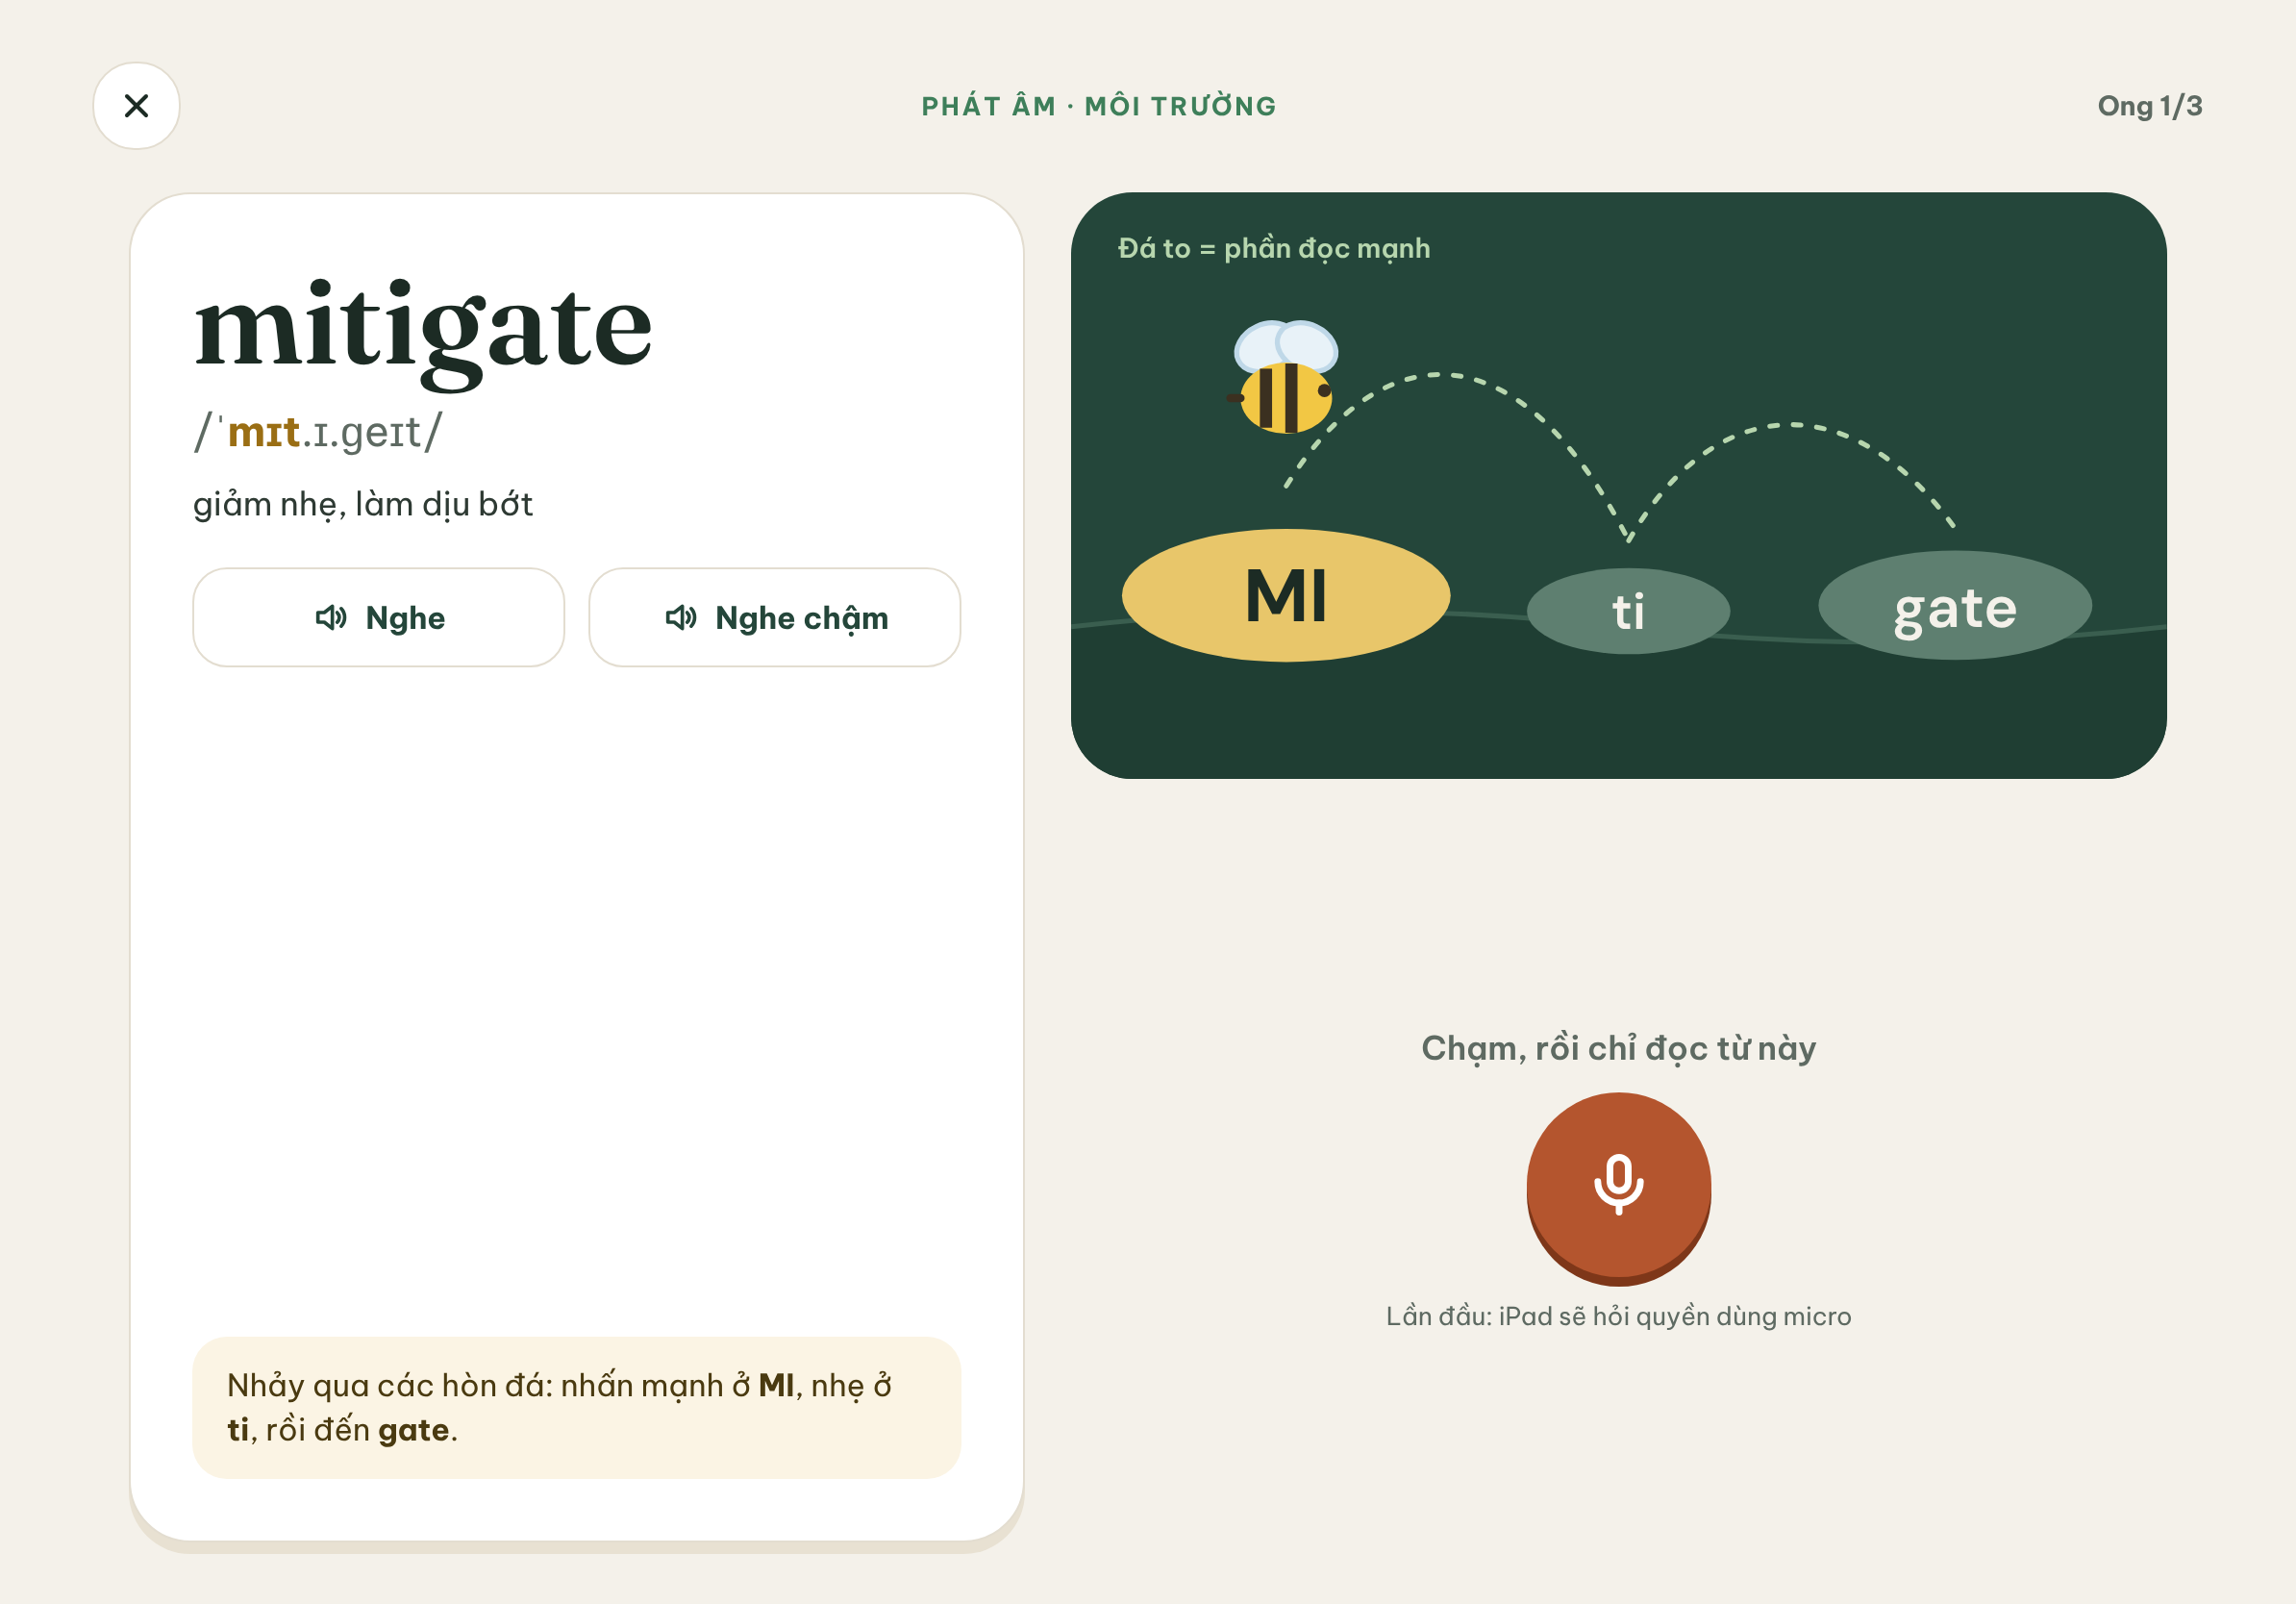 PHÁT ÂM · MÔI TRƯỜNG
Ong 1/3
mitigate
/ˈmɪt.ɪ.ɡeɪt/
giảm nhẹ, làm dịu bớt
Nghe
Nghe chậm
Nhảy qua các hòn đá: nhấn mạnh ở MI, nhẹ ở
ti, rồi đến gate.
Đá to = phần đọc mạnh
MI
ti
gate
Chạm, rồi chỉ đọc từ này
Lần đầu: iPad sẽ hỏi quyền dùng micro